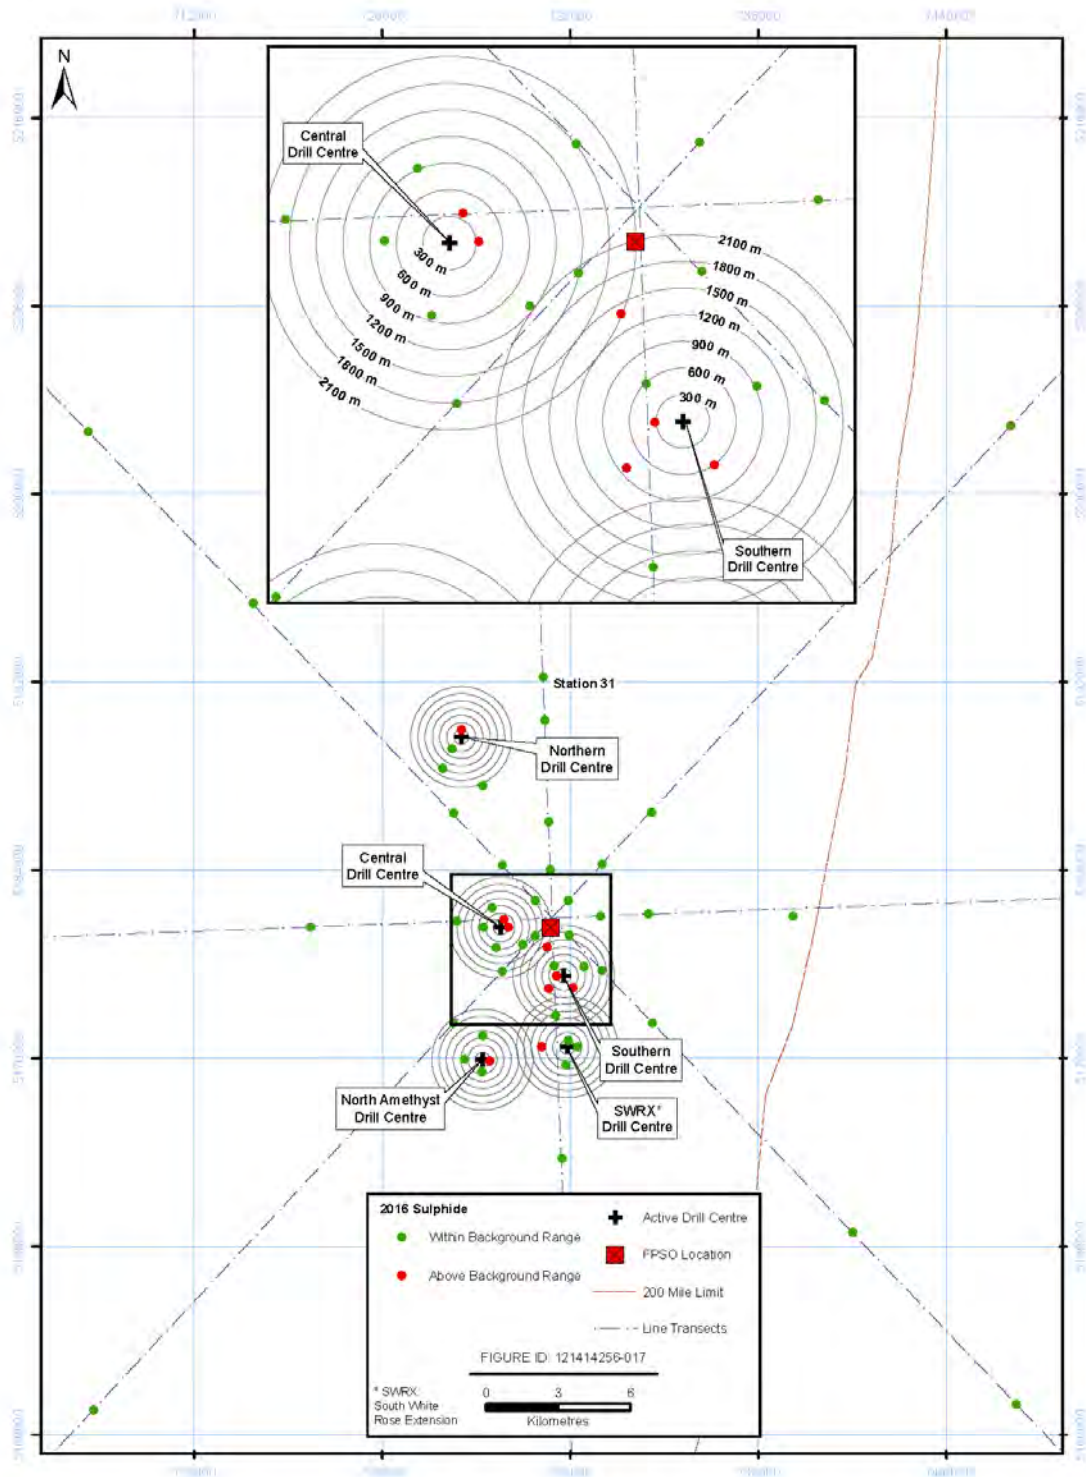 N
Central
Drill Centre
300 m
600 m
900 m
1200 m
1500 m
1800 m
2100 m
2100 m
1800 m
1500 m
1200 m
900 m
600 m
300 m
Southern
Drill Centre
Station 31
Northern
Drill Centre
Central
Drill Centre
Southern
Drill Centre
North Amethyst
Drill Centre
SWRX*
Drill Centre
2016 Sulphide
Within Background Range
Above Background Range
Active Drill Centre
FPSO Location
200 Mile Limit
Line Transects
FIGURE ID: 121414256-017
* SWRX:
South White
Rose Extension
0 3 6
Kilometres